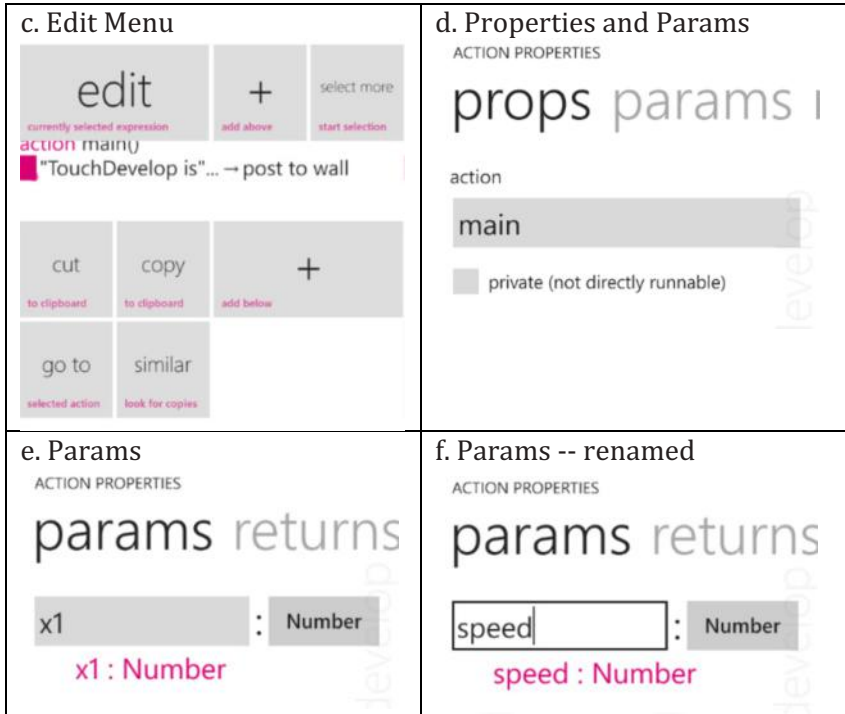 c. Edit Menu
edit
currently selected expression
+
add above
select more
start selection
action main()
"TouchDevelop is"... → post to wall
cut
to clipboard
copy
to clipboard
+
add below
go to
selected action
similar
look for copies
d. Properties and Params
ACTION PROPERTIES
props params
action
main
private (not directly runnable)
levelop
e. Params
ACTION PROPERTIES
params returns
x1 : Number
x1 : Number
develop
f. Params -- renamed
ACTION PROPERTIES
params returns
speed : Number
speed : Number
develop